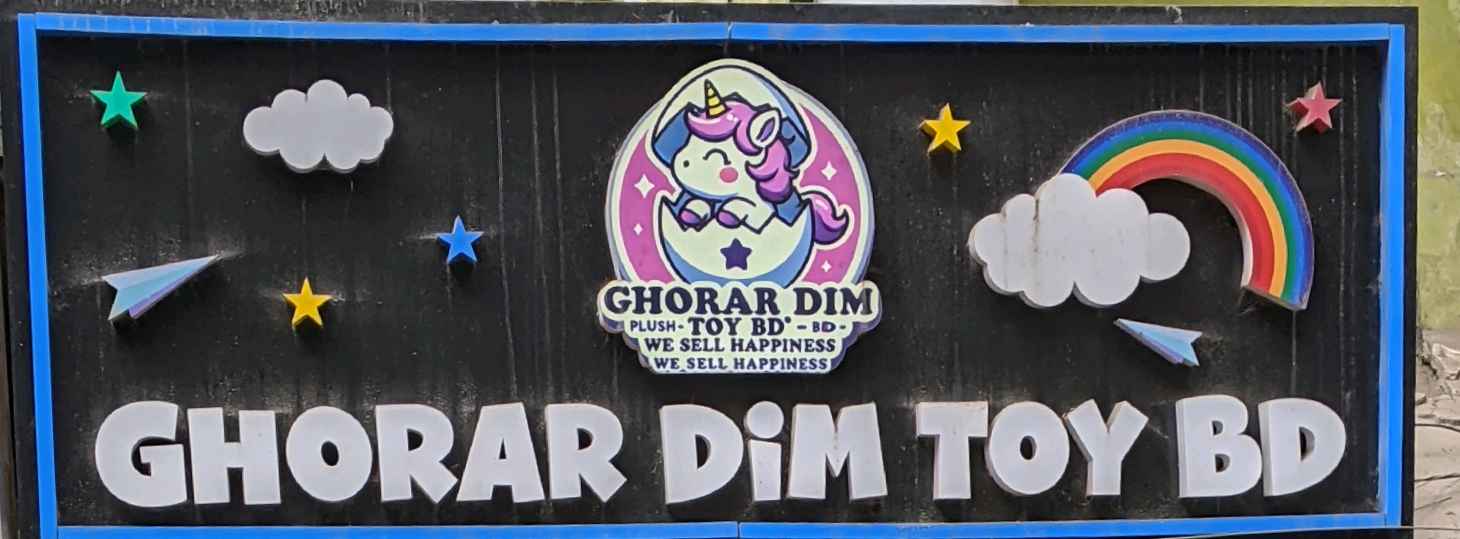 GHORAR DIM
PLUSH - TOY BD - BD -
WE SELL HAPPINESS
WE SELL HAPPINESS
GHORAR DiM TOY BD